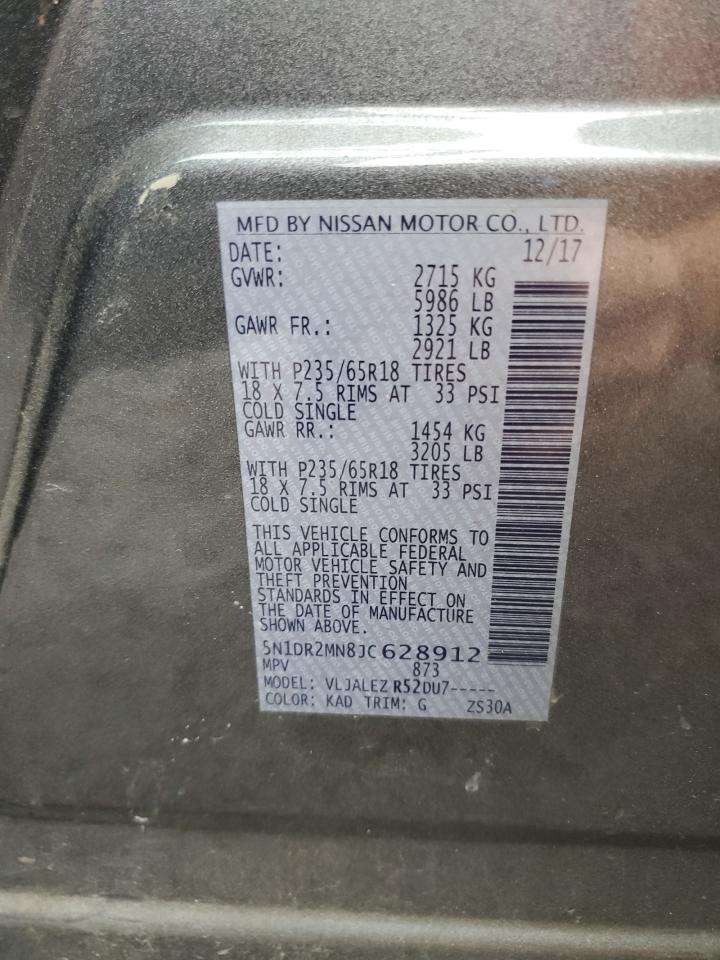 MFD BY NISSAN MOTOR CO., LTD.
DATE: 12/17
GVWR: 2715 KG
5986 LB
GAWR FR.: 1325 KG
2921 LB
WITH P235/65R18 TIRES
18 X 7.5 RIMS AT 33 PSI
COLD SINGLE
GAWR RR.: 1454 KG
3205 LB
WITH P235/65R18 TIRES
18 X 7.5 RIMS AT 33 PSI
COLD SINGLE
THIS VEHICLE CONFORMS TO
ALL APPLICABLE FEDERAL
MOTOR VEHICLE SAFETY AND
THEFT PREVENTION
STANDARDS IN EFFECT ON
THE DATE OF MANUFACTURE
SHOWN ABOVE.
5N1DR2MN8JC628912
MPV 873
MODEL: VLJALEZ R52DU7-----
COLOR: KAD TRIM: G ZS30A